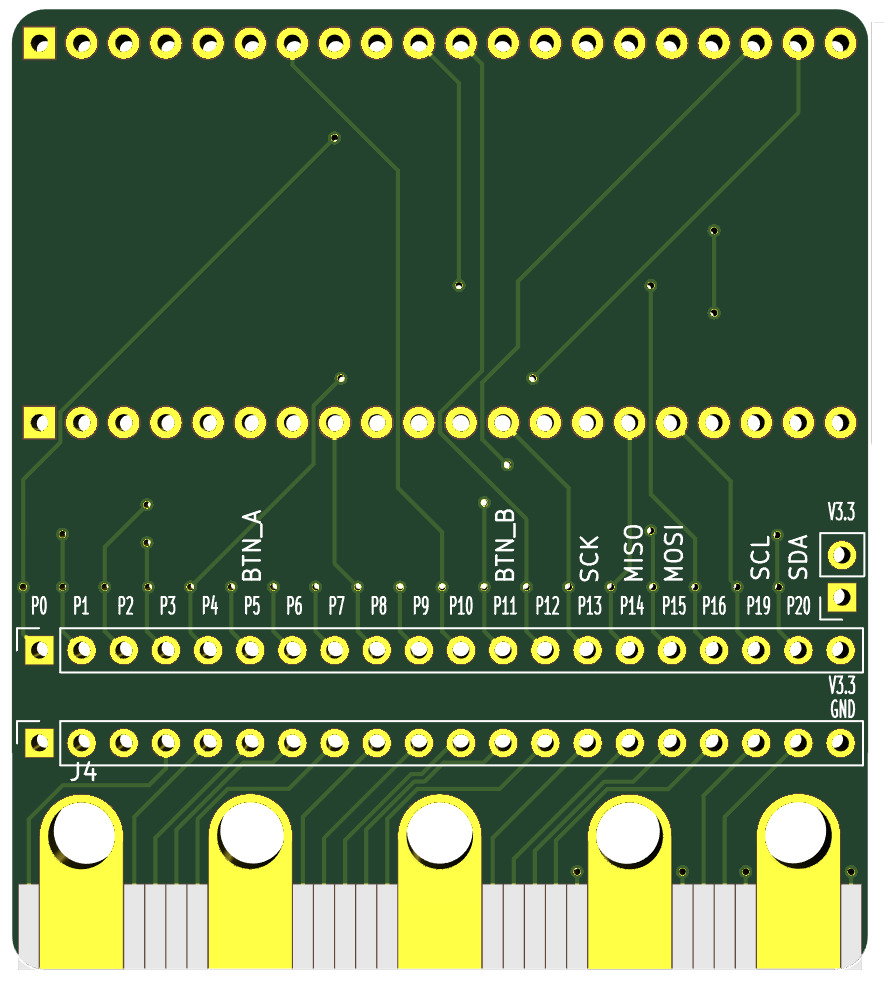 V3.3
BTN_A
BTN_B
SCK
MISO
MOSI
SCL
SDA
P0 P1 P2 P3 P4 P5 P6 P7 P8 P9 P10 P11 P12 P13 P14 P15 P16 P19 P20
V3.3
GND
J4